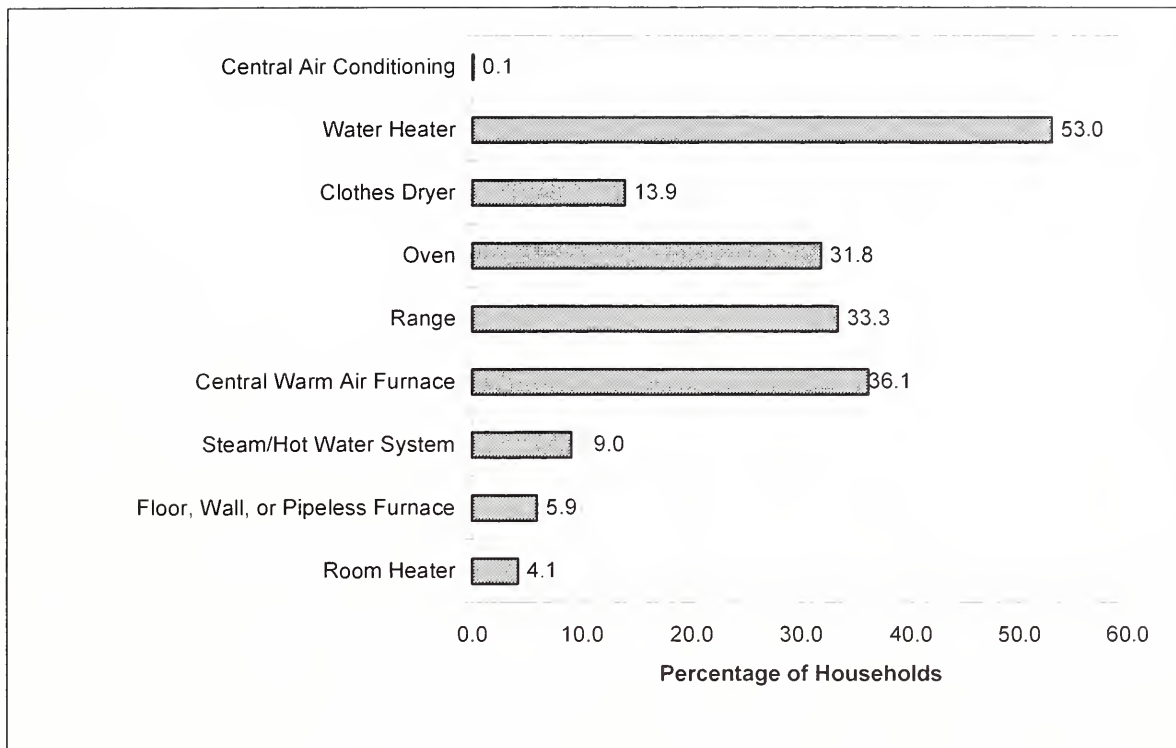 Central Air Conditioning 0.1
Water Heater 53.0
Clothes Dryer 13.9
Oven 31.8
Range 33.3
Central Warm Air Furnace 36.1
Steam/Hot Water System 9.0
Floor, Wall, or Pipeless Furnace 5.9
Room Heater 4.1
0.0 10.0 20.0 30.0 40.0 50.0 60.0
Percentage of Households